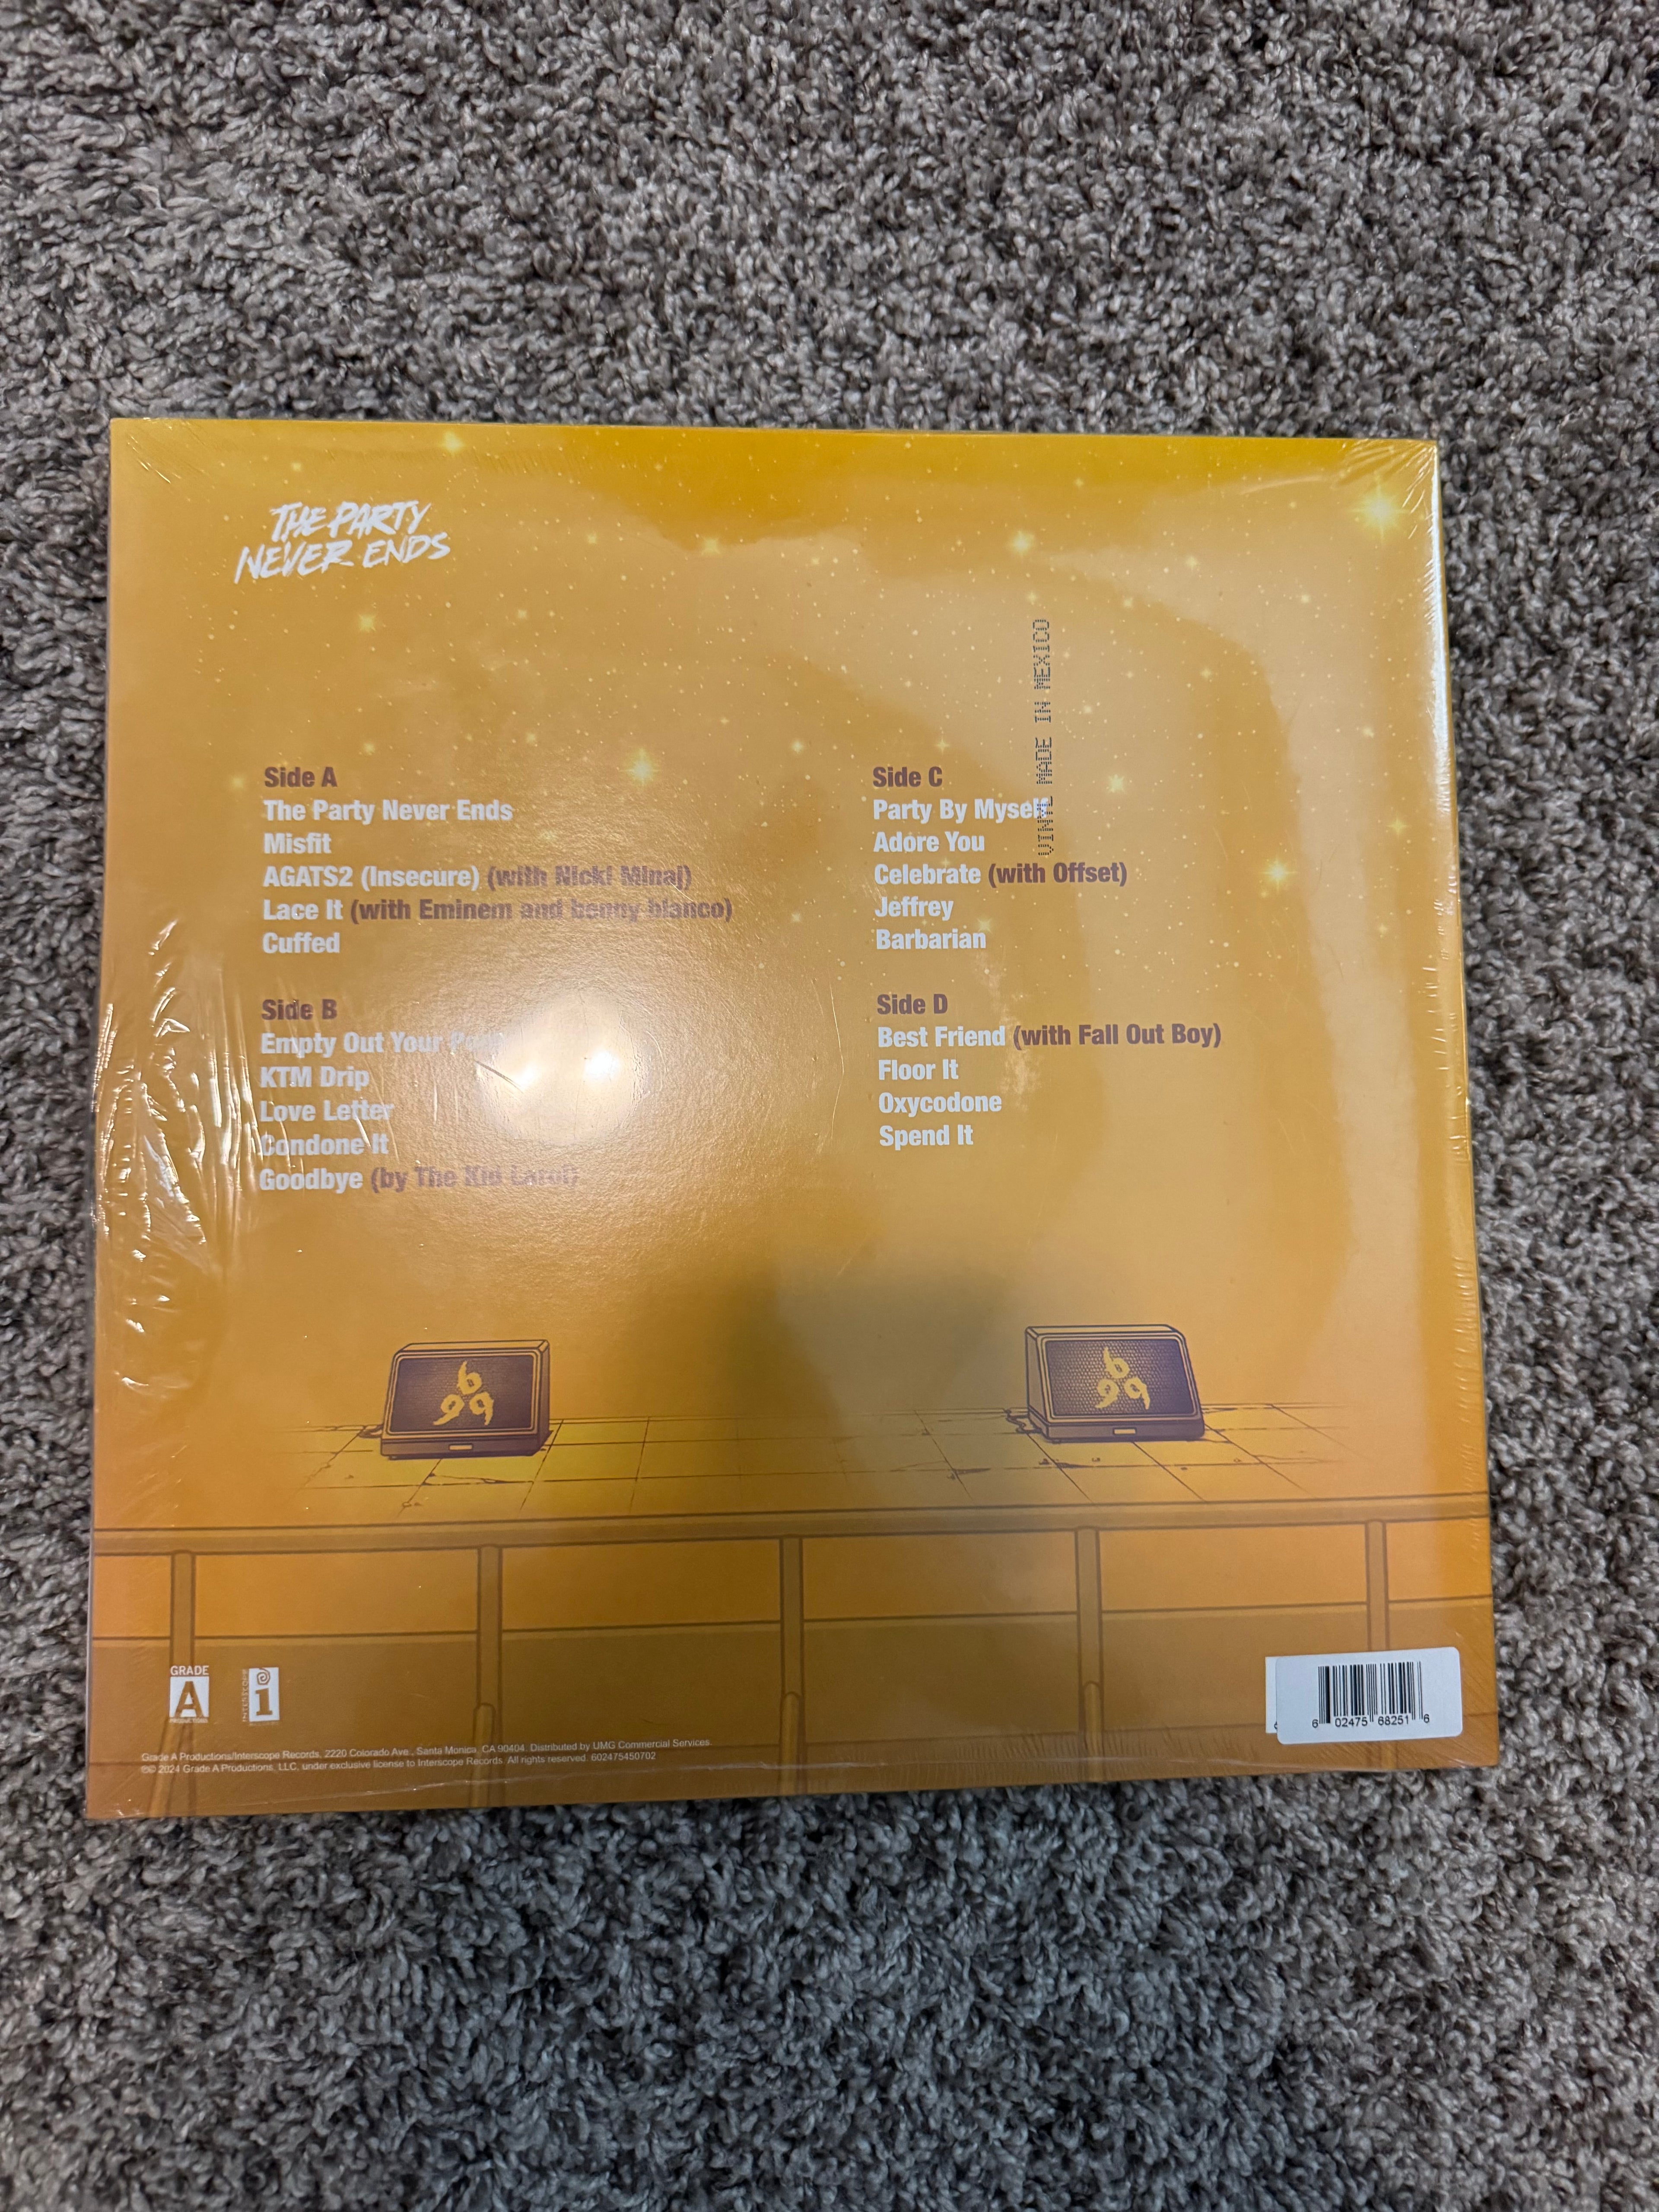 THE PARTY
NEVER ENDS
VINYL MADE IN MEXICO
Side A
The Party Never Ends
Misfit
AGATS2 (Insecure) (with Nicki Minaj)
Lace It (with Eminem and benny blanco)
Cuffed
Side B
Empty Out Your
KTM Drip
Love Letter
Condone It
Goodbye (by The Kid Laroi)
Side C
Party By Myself
Adore You
Celebrate (with Offset)
Jeffrey
Barbarian
Side D
Best Friend (with Fall Out Boy)
Floor It
Oxycodone
Spend It
999
999
GRADE
A
PRODUCTIONS
INTERSCOPE
i
Grade A Productions/Interscope Records, 2220 Colorado Ave., Santa Monica, CA 90404. Distributed by UMG Commercial Services.
℗© 2024 Grade A Productions, LLC, under exclusive license to Interscope Records. All rights reserved. 602475450702
6 02475 68251 6